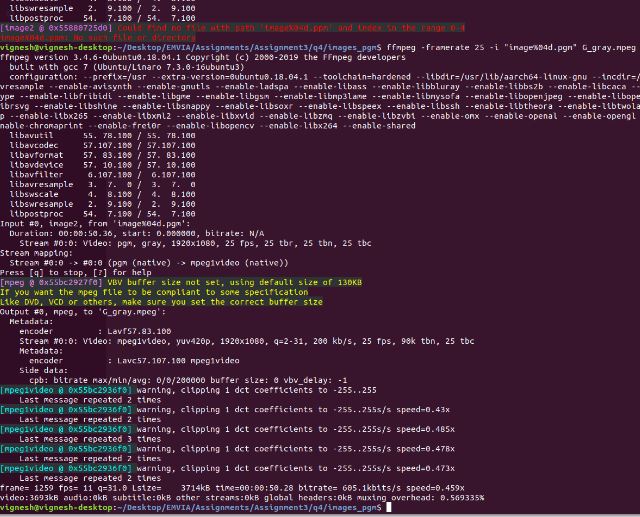 libswresample 2. 9.100 / 2. 9.100
libpostproc 54. 7.100 / 54. 7.100
[image2 @ 0x55880725d0] Could find no file with path 'image%04d.ppm' and index in the range 0-4
image%04d.ppm: No such file or directory
vignesh@vignesh-desktop:~/Desktop/EMVIA/Assignments/Assignment3/q4/images_pgm$ ffmpeg -framerate 25 -i "image%04d.pgm" G_gray.mpeg
ffmpeg version 3.4.6-0ubuntu0.18.04.1 Copyright (c) 2000-2019 the FFmpeg developers
built with gcc 7 (Ubuntu/Linaro 7.3.0-16ubuntu3)
configuration: --prefix=/usr --extra-version=0ubuntu0.18.04.1 --toolchain=hardened --libdir=/usr/lib/aarch64-linux-gnu --incdir=/
vresample --enable-avisynth --enable-gnutls --enable-ladspa --enable-libass --enable-libbluray --enable-libbs2b --enable-libcaca --
ype --enable-libfribidi --enable-libgme --enable-libgsm --enable-libmp3lame --enable-libmysofa --enable-libopenjpeg --enable-libope
ibrsvg --enable-libshine --enable-libsnappy --enable-libsoxr --enable-libspeex --enable-libssh --enable-libtheora --enable-libtwola
p --enable-libx265 --enable-libxml2 --enable-libxvid --enable-libzmq --enable-libzvbi --enable-omx --enable-openal --enable-opengl
nable-chromaprint --enable-frei0r --enable-libopencv --enable-libx264 --enable-shared
libavutil 55. 78.100 / 55. 78.100
libavcodec 57.107.100 / 57.107.100
libavformat 57. 83.100 / 57. 83.100
libavdevice 57. 10.100 / 57. 10.100
libavfilter 6.107.100 / 6.107.100
libavresample 3. 7. 0 / 3. 7. 0
libswscale 4. 8.100 / 4. 8.100
libswresample 2. 9.100 / 2. 9.100
libpostproc 54. 7.100 / 54. 7.100
Input #0, image2, from 'image%04d.pgm':
Duration: 00:00:50.36, start: 0.000000, bitrate: N/A
Stream #0:0: Video: pgm, gray, 1920x1080, 25 fps, 25 tbr, 25 tbn, 25 tbc
Stream mapping:
Stream #0:0 -> #0:0 (pgm (native) -> mpeg1video (native))
Press [q] to stop, [?] for help
[mpeg @ 0x55bc2927f0] VBV buffer size not set, using default size of 130KB
If you want the mpeg file to be compliant to some specification
Like DVD, VCD or others, make sure you set the correct buffer size
Output #0, mpeg, to 'G_gray.mpeg':
Metadata:
encoder : Lavf57.83.100
Stream #0:0: Video: mpeg1video, yuv420p, 1920x1080, q=2-31, 200 kb/s, 25 fps, 90k tbn, 25 tbc
Metadata:
encoder : Lavc57.107.100 mpeg1video
Side data:
cpb: bitrate max/min/avg: 0/0/200000 buffer size: 0 vbv_delay: -1
[mpeg1video @ 0x55bc2936f0] warning, clipping 1 dct coefficients to -255..255
Last message repeated 2 times
[mpeg1video @ 0x55bc2936f0] warning, clipping 1 dct coefficients to -255..255s/s speed=0.43x
Last message repeated 2 times
[mpeg1video @ 0x55bc2936f0] warning, clipping 1 dct coefficients to -255..255s/s speed=0.485x
Last message repeated 3 times
[mpeg1video @ 0x55bc2936f0] warning, clipping 1 dct coefficients to -255..255s/s speed=0.478x
Last message repeated 2 times
[mpeg1video @ 0x55bc2936f0] warning, clipping 1 dct coefficients to -255..255s/s speed=0.473x
Last message repeated 2 times
frame= 1259 fps= 11 q=31.0 Lsize= 3714kB time=00:00:50.28 bitrate= 605.1kbits/s speed=0.459x
video:3693kB audio:0kB subtitle:0kB other streams:0kB global headers:0kB muxing overhead: 0.569335%
vignesh@vignesh-desktop:~/Desktop/EMVIA/Assignments/Assignment3/q4/images_pgm$